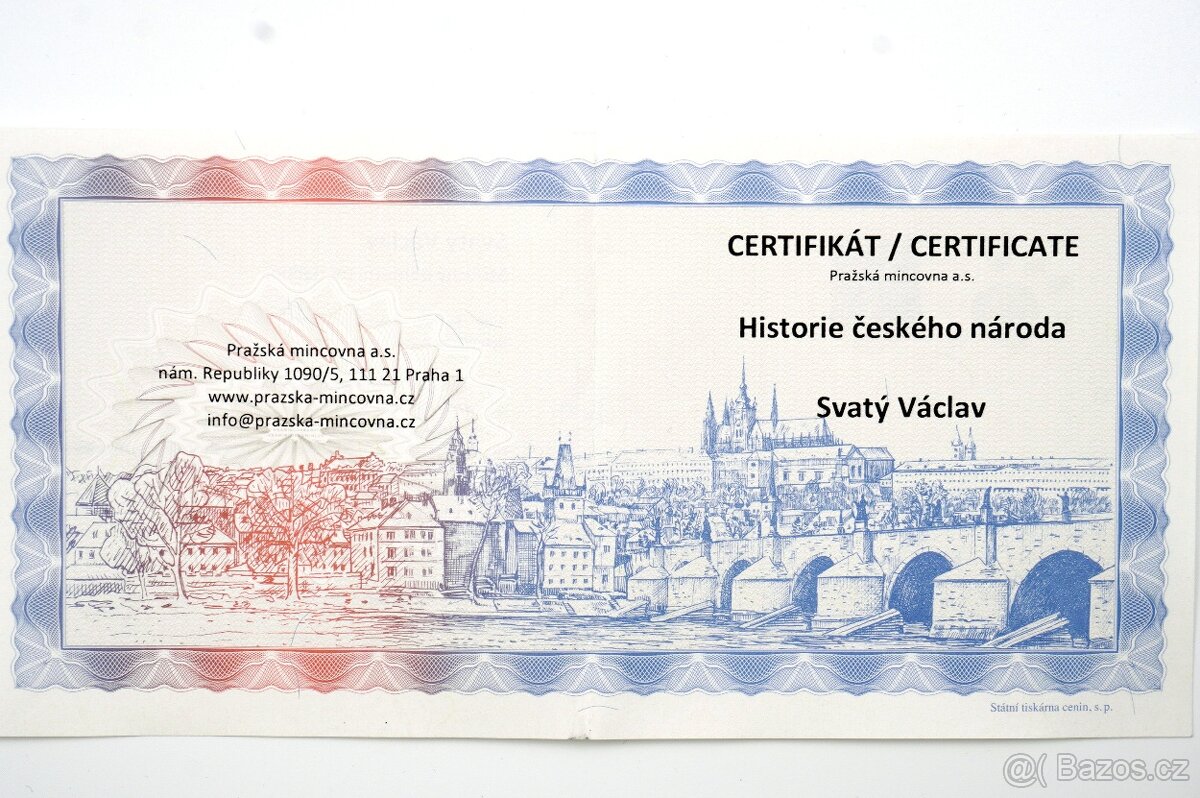 Pražská mincovna a.s.
nám. Republiky 1090/5, 111 21 Praha 1
www.prazska-mincovna.cz
info@prazska-mincovna.cz
CERTIFIKÁT / CERTIFICATE
Pražská mincovna a.s.
Historie českého národa
Svatý Václav
Státní tiskárna cenin, s.p.
@( Bazos.cz